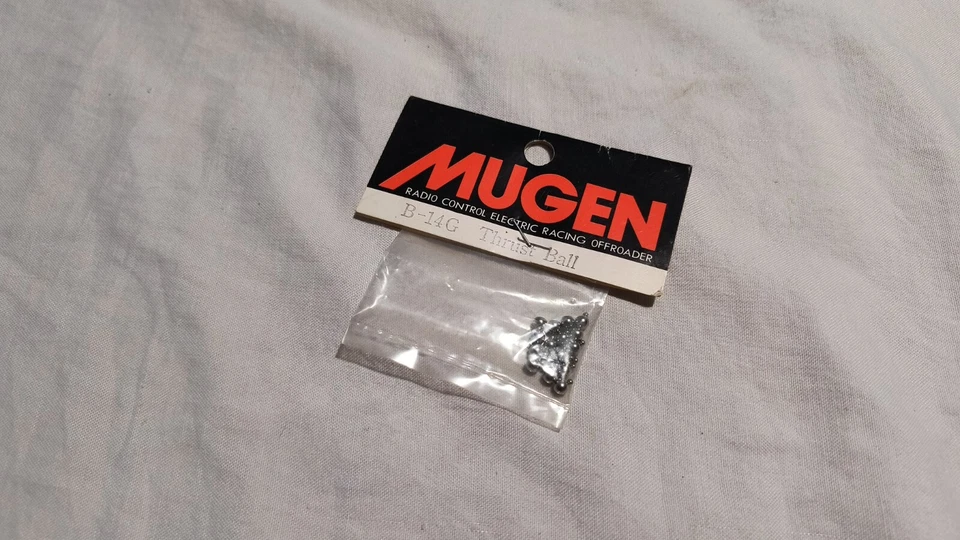 MUGEN
RADIO CONTROL ELECTRIC RACING OFFROADER
B-14G Thrust Ball